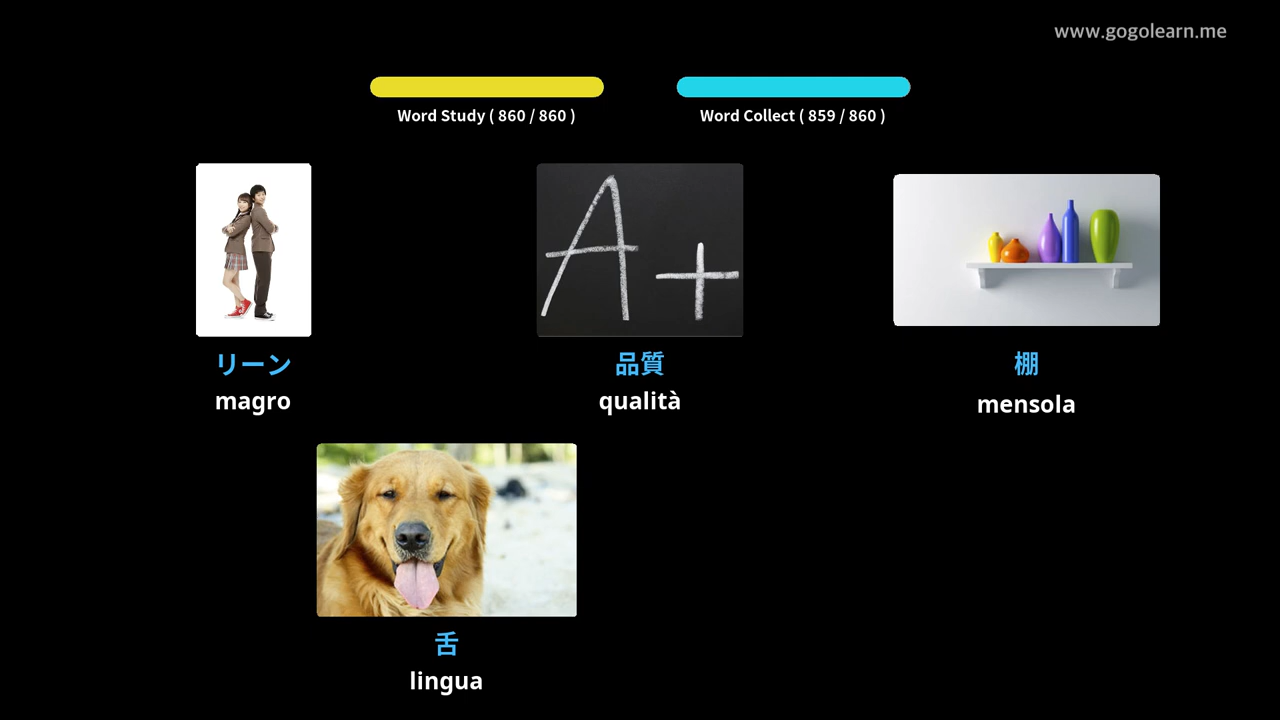 www.gogolearn.me
Word Study ( 860 / 860 )
Word Collect ( 859 / 860 )
A+
リーン
magro
品質
qualità
棚
mensola
舌
lingua